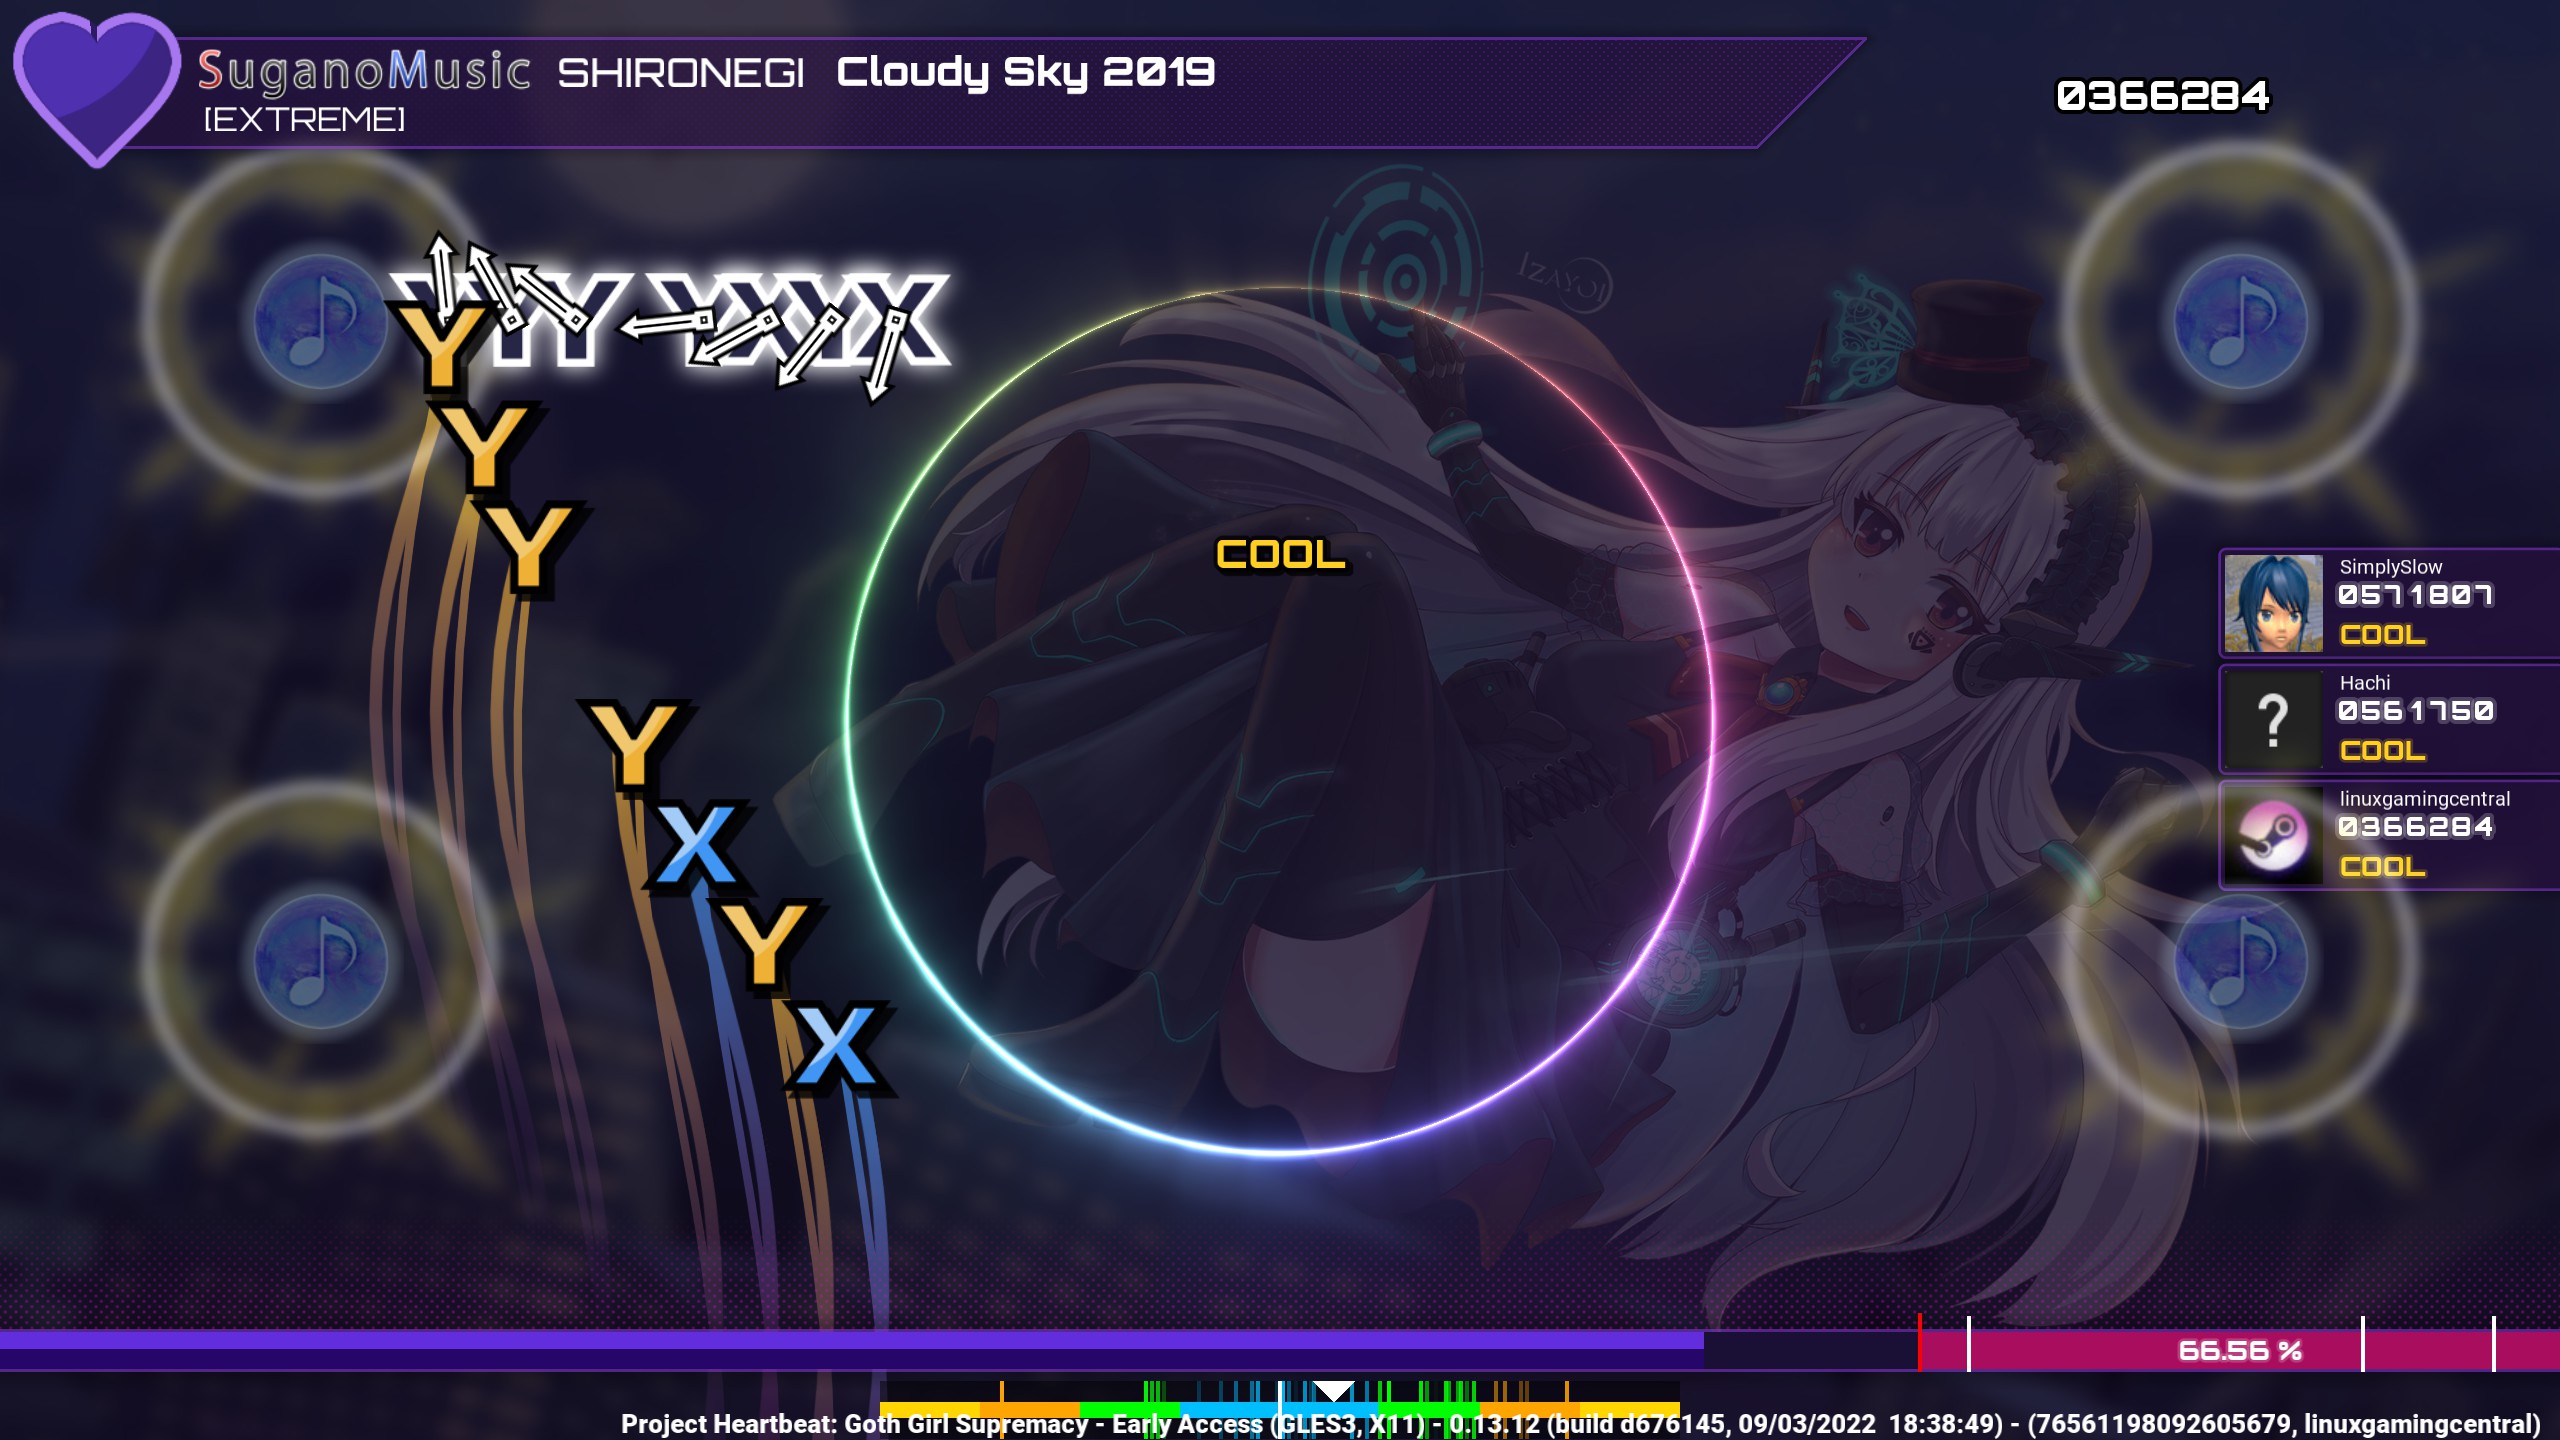 SuganoMusic SHIRONEGI Cloudy Sky 2019
[EXTREME]
0366284
IZAYOI
Y Y Y Y X X X
Y
Y
Y
COOL
SimplySlow
0571807
COOL
Hachi
?
0561750
COOL
Y
linuxgamingcentral
0366284
COOL
X
Y
X
66.56 %
Project Heartbeat: Goth Girl Supremacy - Early Access (GLES3, X11) - 0.13.12 (build d676145, 09/03/2022 18:38:49) - (76561198092605679, linuxgamingcentral)